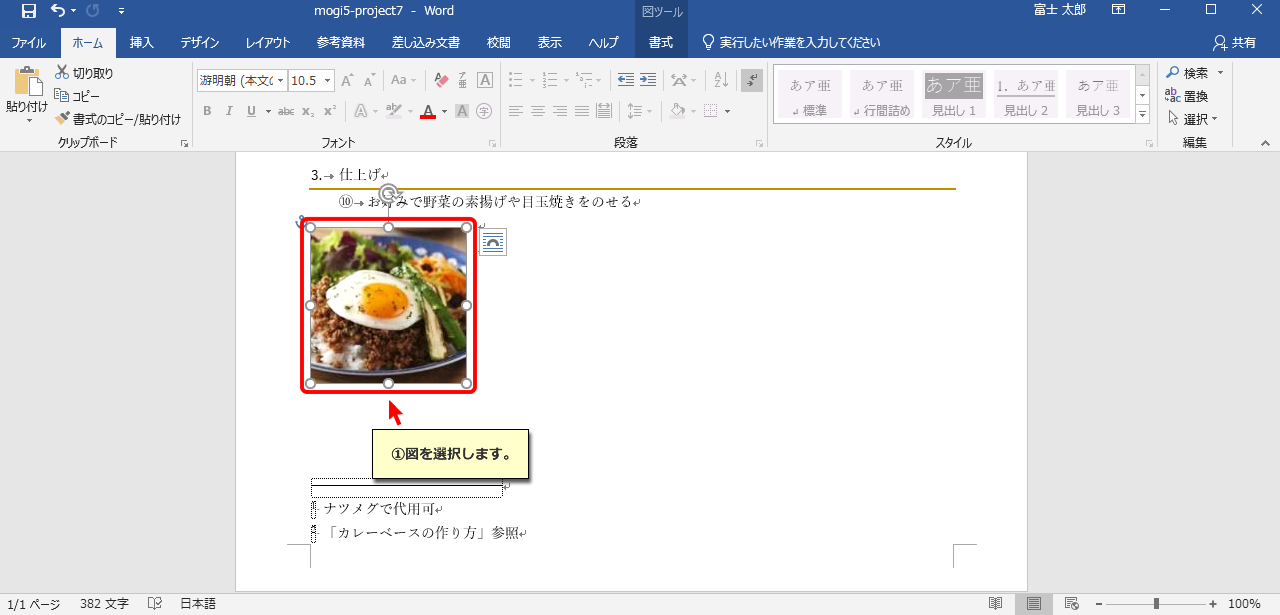 mogi5-project7 - Word
図ツール
富士 太郎
ファイル ホーム 挿入 デザイン レイアウト 参考資料 差し込み文書 校閲 表示 ヘルプ 書式 実行したい作業を入力してください 共有
貼り付け
切り取り
コピー
書式のコピー/貼り付け
クリップボード
游明朝 (本文の 10.5
A A Aa A
B I U abc x₂ x² A ab A A 字
フォント
段落
あア亜 あア亜 あア亜 1. あア亜 あア亜
標準 行間詰め 見出し 1 見出し 2 見出し 3
スタイル
検索
置換
選択
編集
3. 仕上げ
⑩ お好みで野菜の素揚げや目玉焼きをのせる
①図を選択します。
ナツメグで代用可
「カレーベースの作り方」参照
1/1 ページ 382 文字 日本語 100%